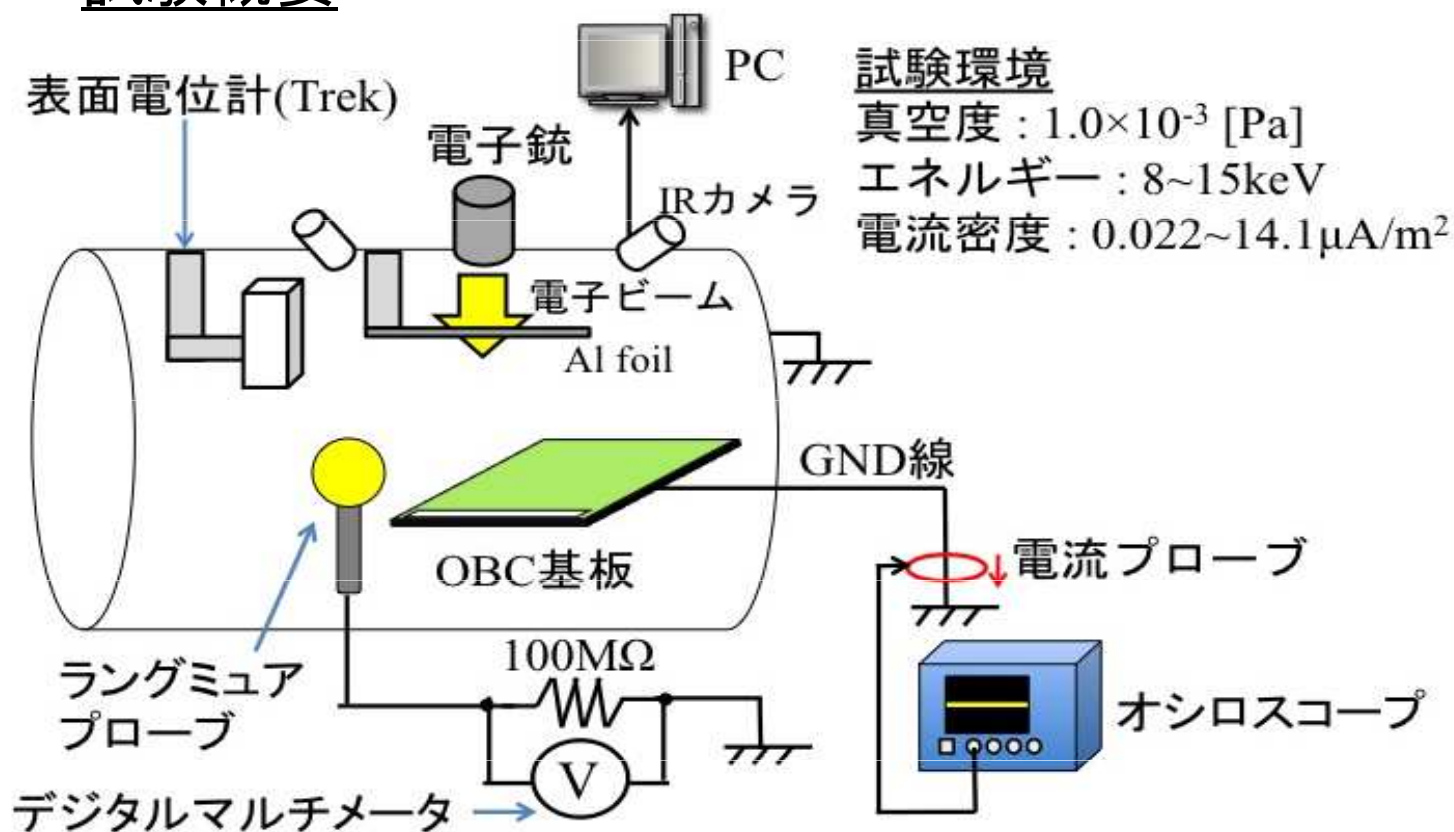 試験概要
PC
表面電位計(Trek)
電子銃
IRカメラ
試験環境
真空度 : 1.0×10⁻³ [Pa]
エネルギー : 8~15keV
電流密度 : 0.022~14.1μA/m²
電子ビーム
Al foil
GND線
OBC基板
電流プローブ
ラングミュア
プローブ
100MΩ
V
オシロスコープ
デジタルマルチメータ